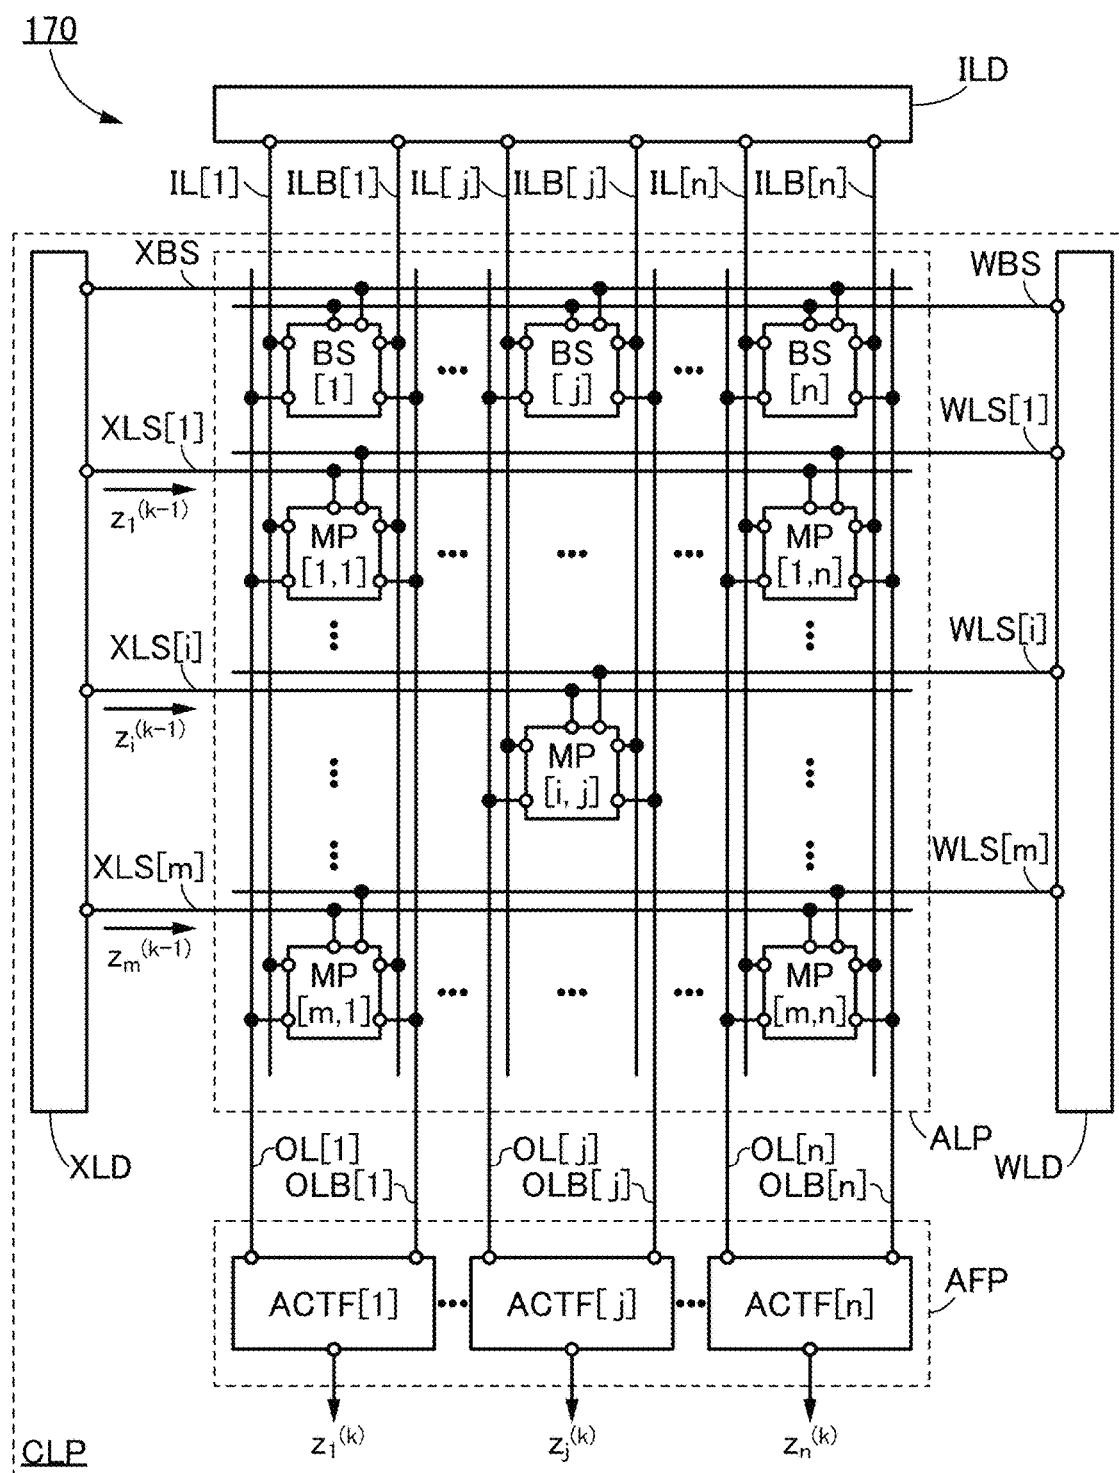 170
ILD
IL[1] ILB[1] IL[j] ILB[j] IL[n] ILB[n]
XBS WBS
BS [1] BS [j] BS [n]
XLS[1] WLS[1]
z1(k-1)
MP [1,1] MP [1,n]
XLS[i] WLS[i]
zi(k-1)
MP [i,j]
XLS[m] WLS[m]
zm(k-1)
MP [m,1] MP [m,n]
XLD ALP WLD
OL[1] OL[j] OL[n]
OLB[1] OLB[j] OLB[n]
ACTF[1] ACTF[j] ACTF[n] AFP
z1(k) zj(k) zn(k)
CLP